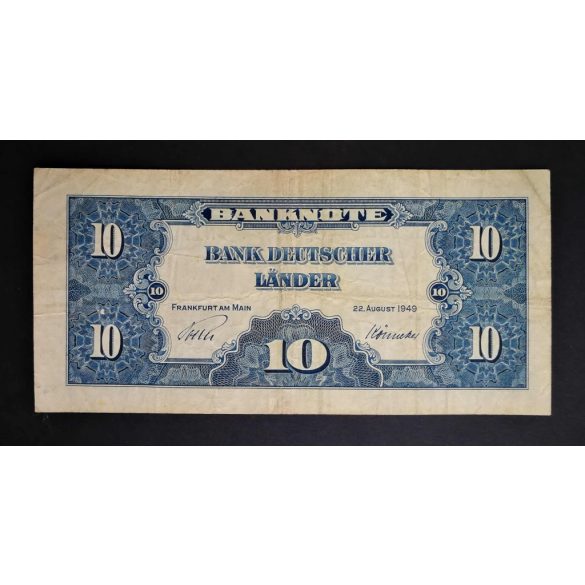 BANKNOTE
10 10
BANK DEUTSCHER
LÄNDER
10 10
FRANKFURT AM MAIN 22. AUGUST 1949
10 10 10